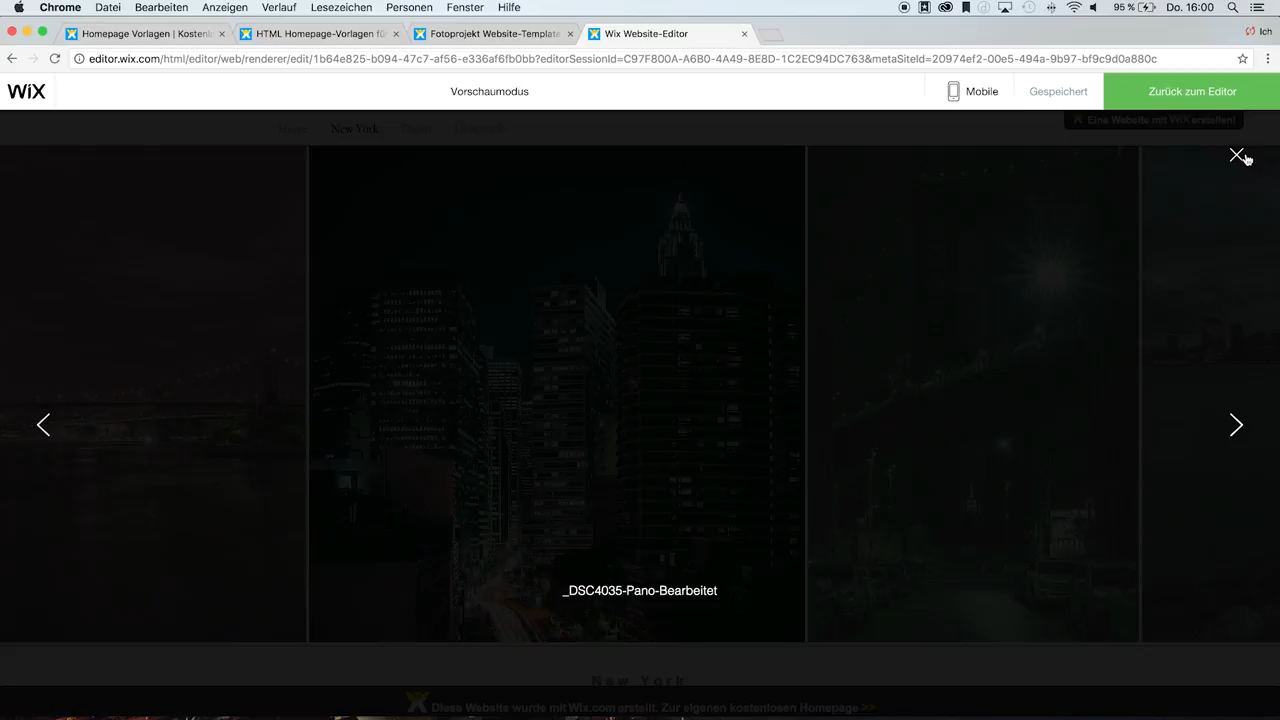 Chrome Datei Bearbeiten Anzeigen Verlauf Lesezeichen Personen Fenster Hilfe 95 % Do. 16:00
Homepage Vorlagen | Kostenl HTML Homepage-Vorlagen für Fotoprojekt Website-Template Wix Website-Editor Ich
editor.wix.com/html/editor/web/renderer/edit/1b64e825-b094-47c7-af56-e336af6fb0bb?editorSessionId=C97F800A-A6B0-4A49-8E8D-1C2EC94DC763&metaSiteId=20974ef2-00e5-494a-9b97-bf9c9d0a880c
WiX Vorschaumodus Mobile Gespeichert Zurück zum Editor
Home New York Eine Website mit WiX erstellen!
_DSC4035-Pano-Bearbeitet
New York
Diese Website wurde mit Wix.com erstellt. Zur eigenen kostenlosen Homepage >>